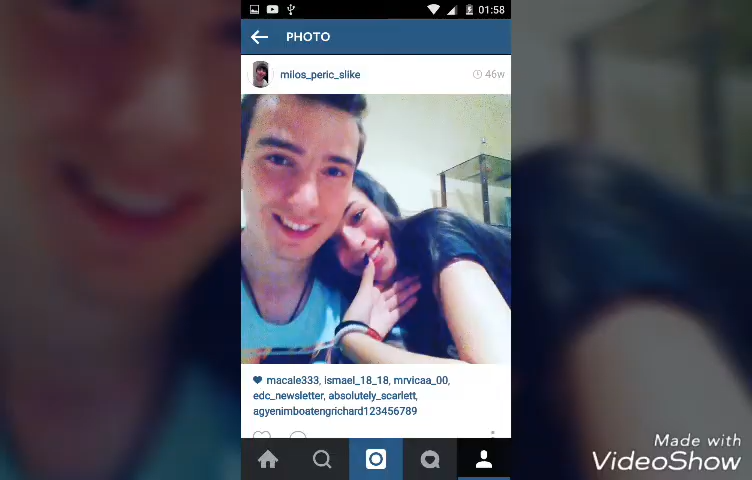 01:58
PHOTO
milos_peric_slike
46w
macale333, ismael_18_18, mrvicaa_00,
edc_newsletter, absolutely_scarlett,
agyenimboatengrichard123456789
Made with
VideoShow